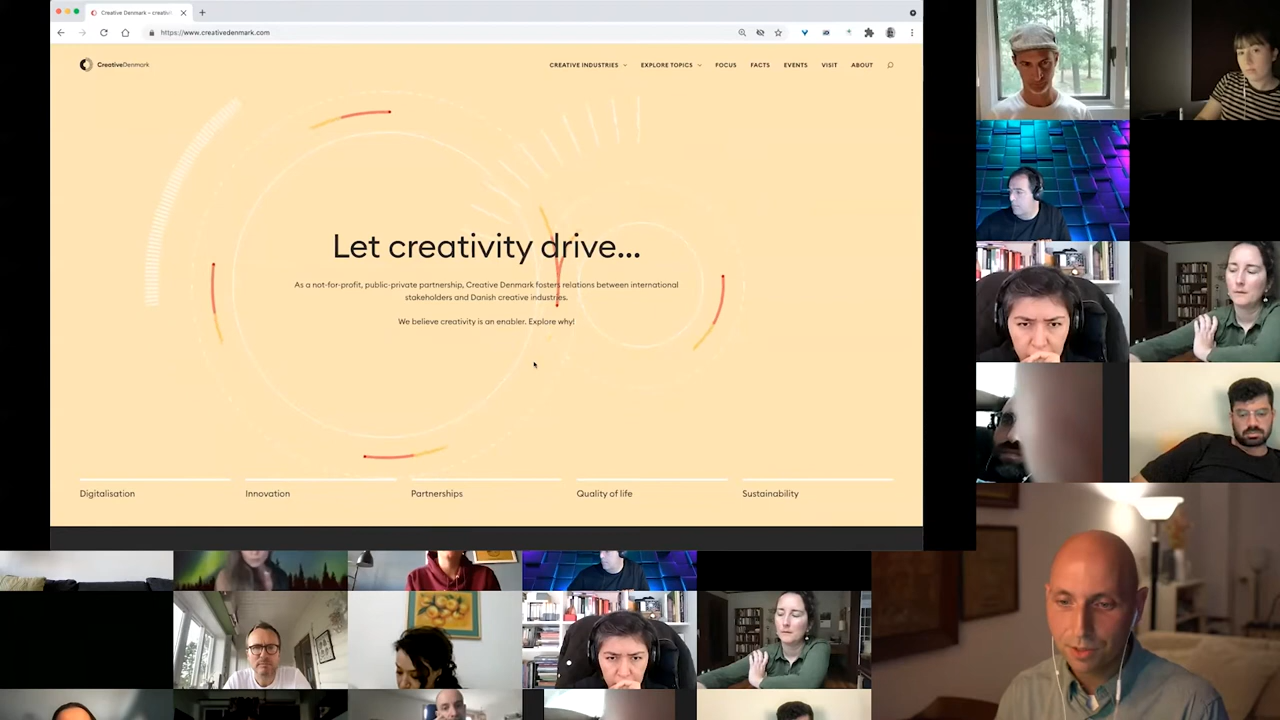 Creative Denmark – creativi
https://www.creativedenmark.com
CreativeDenmark
CREATIVE INDUSTRIES
EXPLORE TOPICS
FOCUS
FACTS
EVENTS
VISIT
ABOUT
Let creativity drive...
As a not-for-profit, public-private partnership, Creative Denmark fosters relations between international
stakeholders and Danish creative industries.
We believe creativity is an enabler. Explore why!
Digitalisation
Innovation
Partnerships
Quality of life
Sustainability